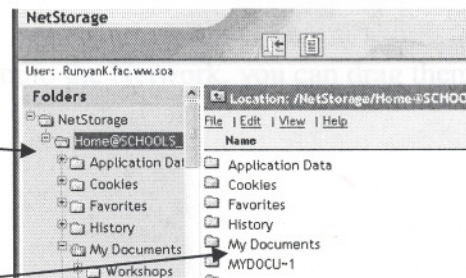 NetStorage
User: .RunyanK.fac.ww.soa
Folders
NetStorage
Home@SCHOOLS_
Application Dat
Cookies
Favorites
History
My Documents
Workshops
Location: /NetStorage/Home@SCHOO
File | Edit | View | Help
Name
Application Data
Cookies
Favorites
History
My Documents
MYDOCU~1